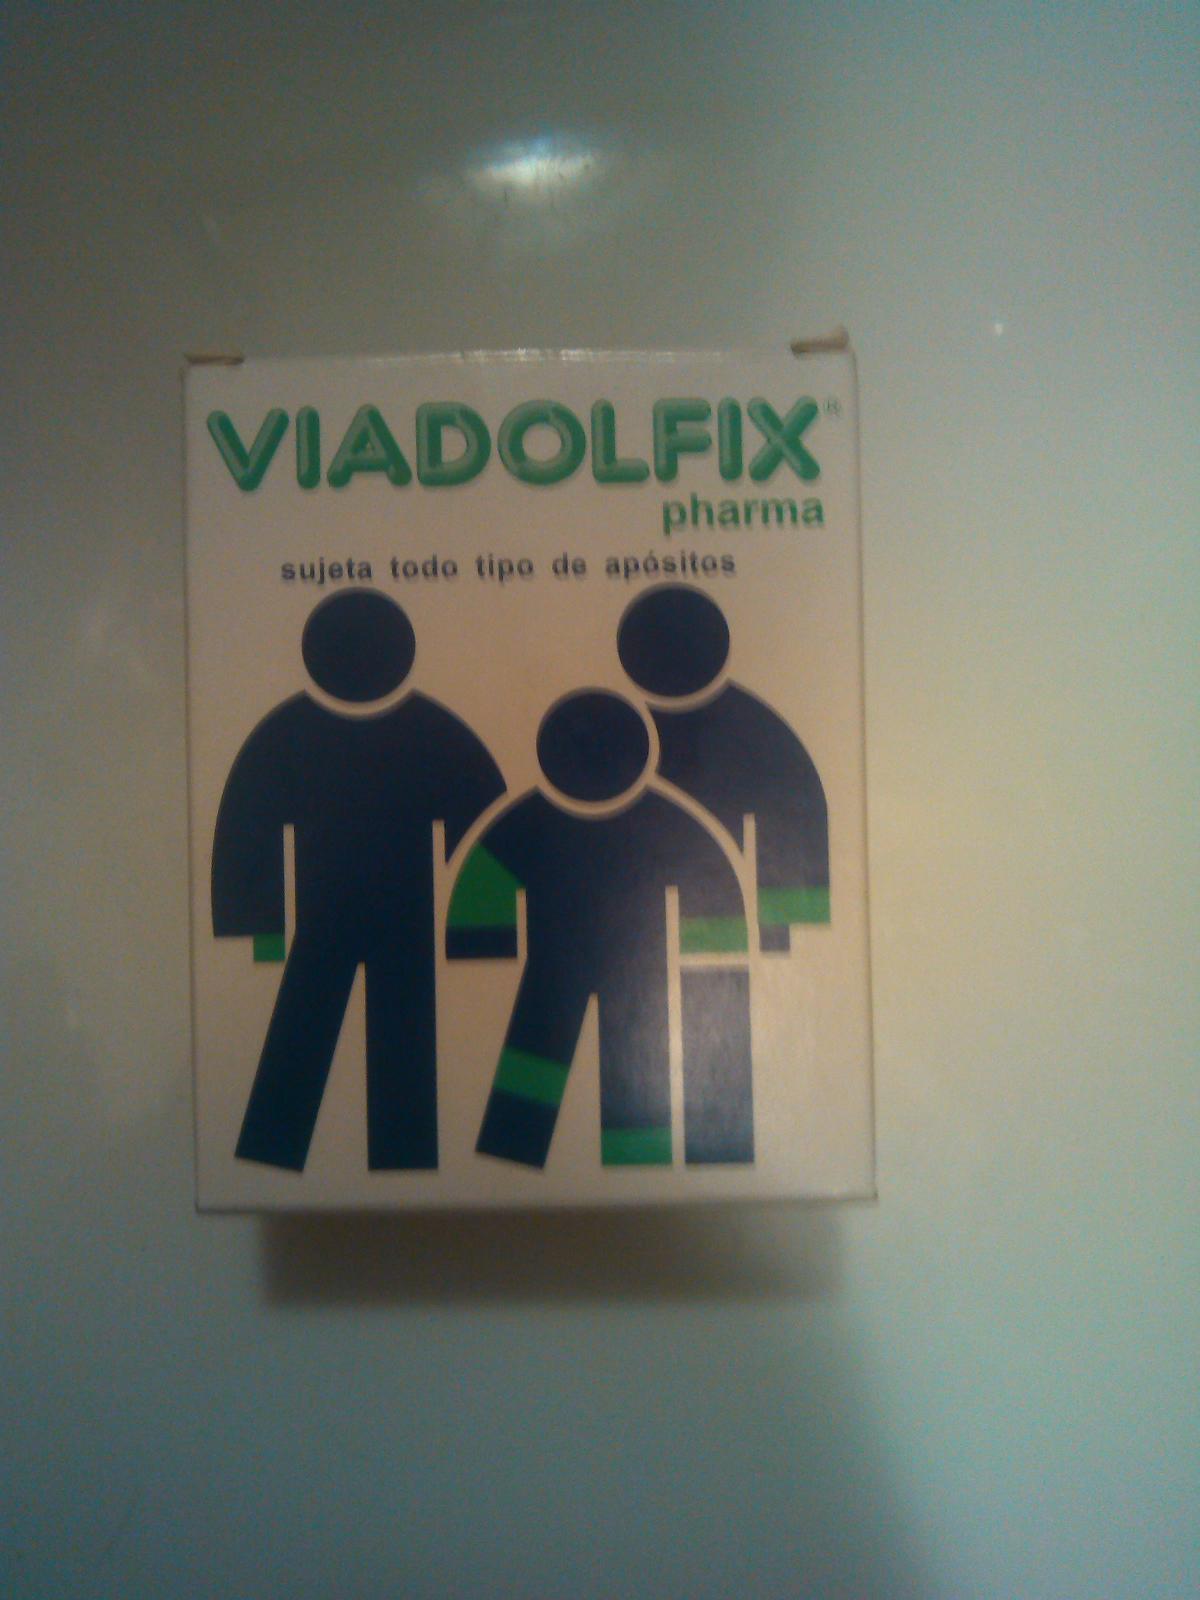 VIADOLFIX®
pharma
sujeta todo tipo de apósitos